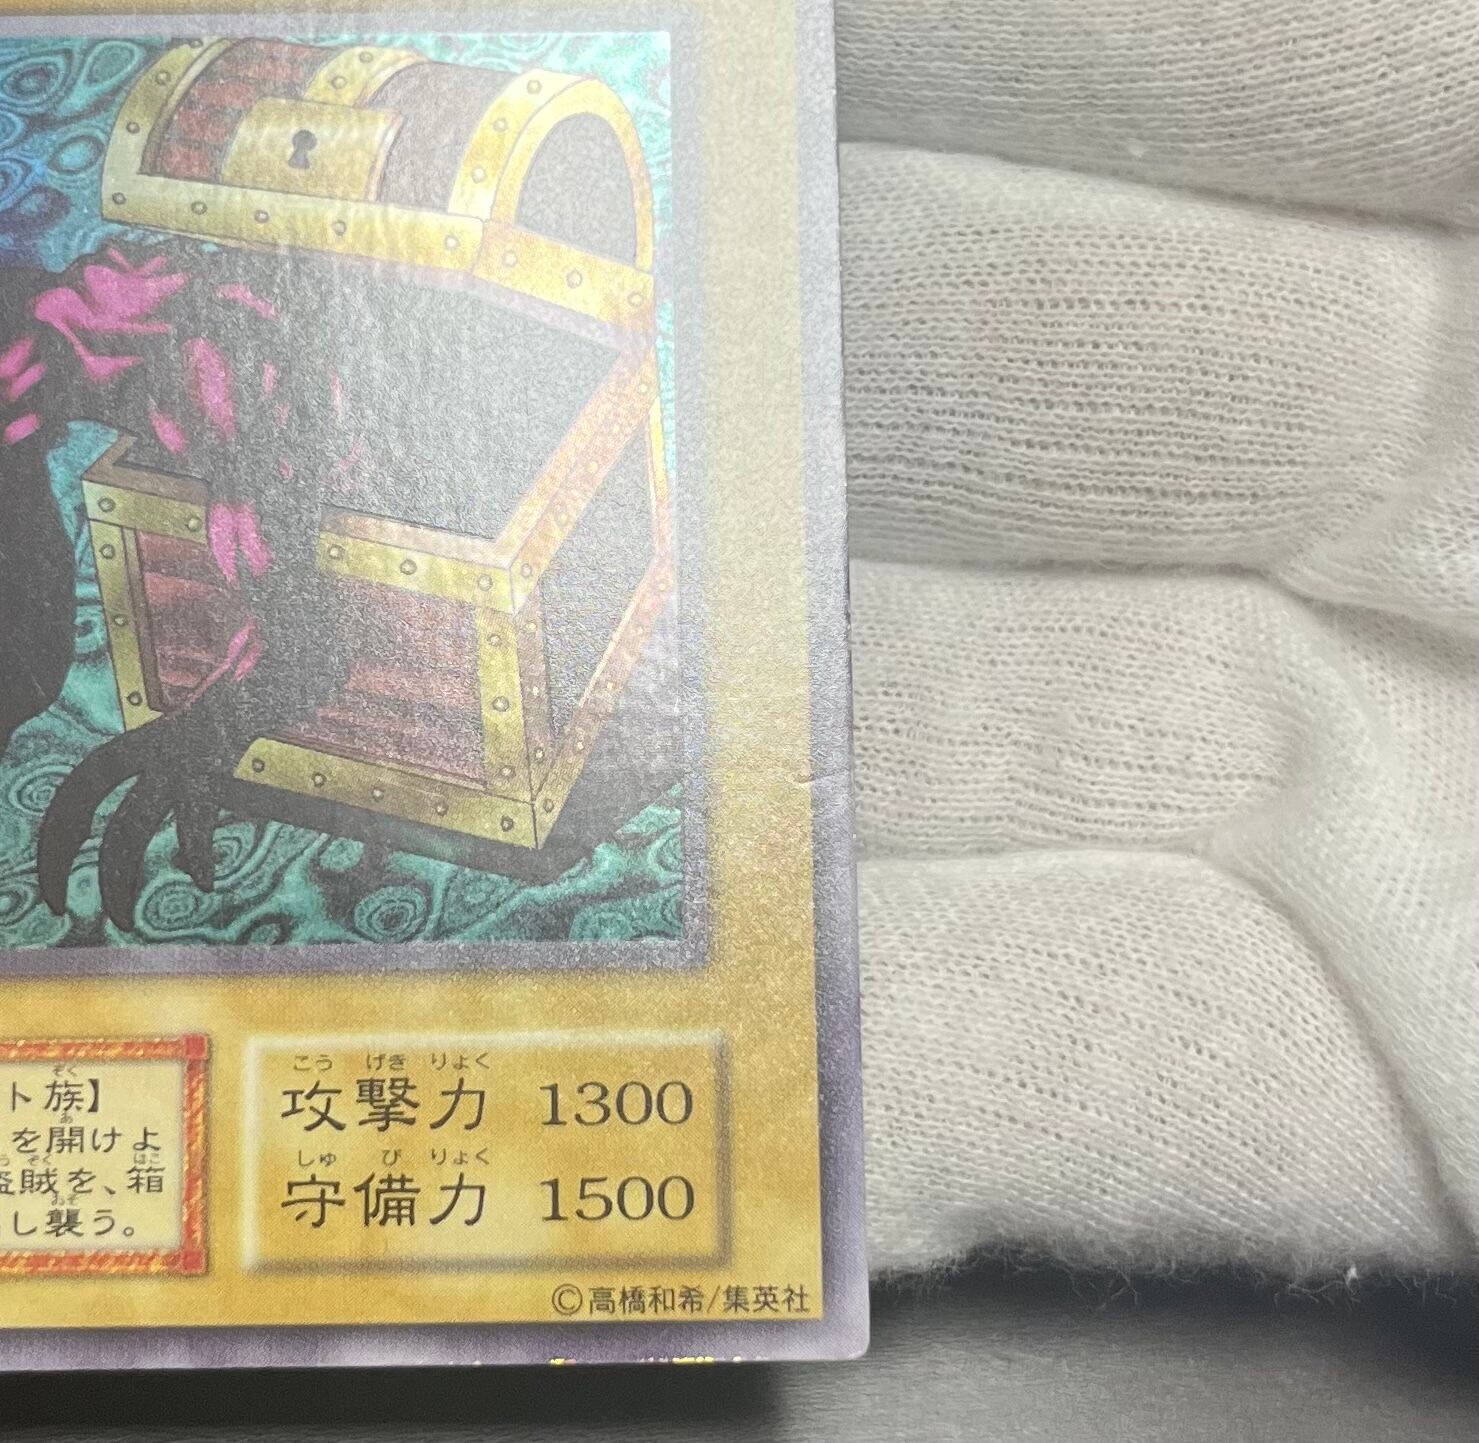 ト族】
を開けよ
盗賊を、箱
し襲う。
攻撃力 1300
守備力 1500
©高橋和希/集英社